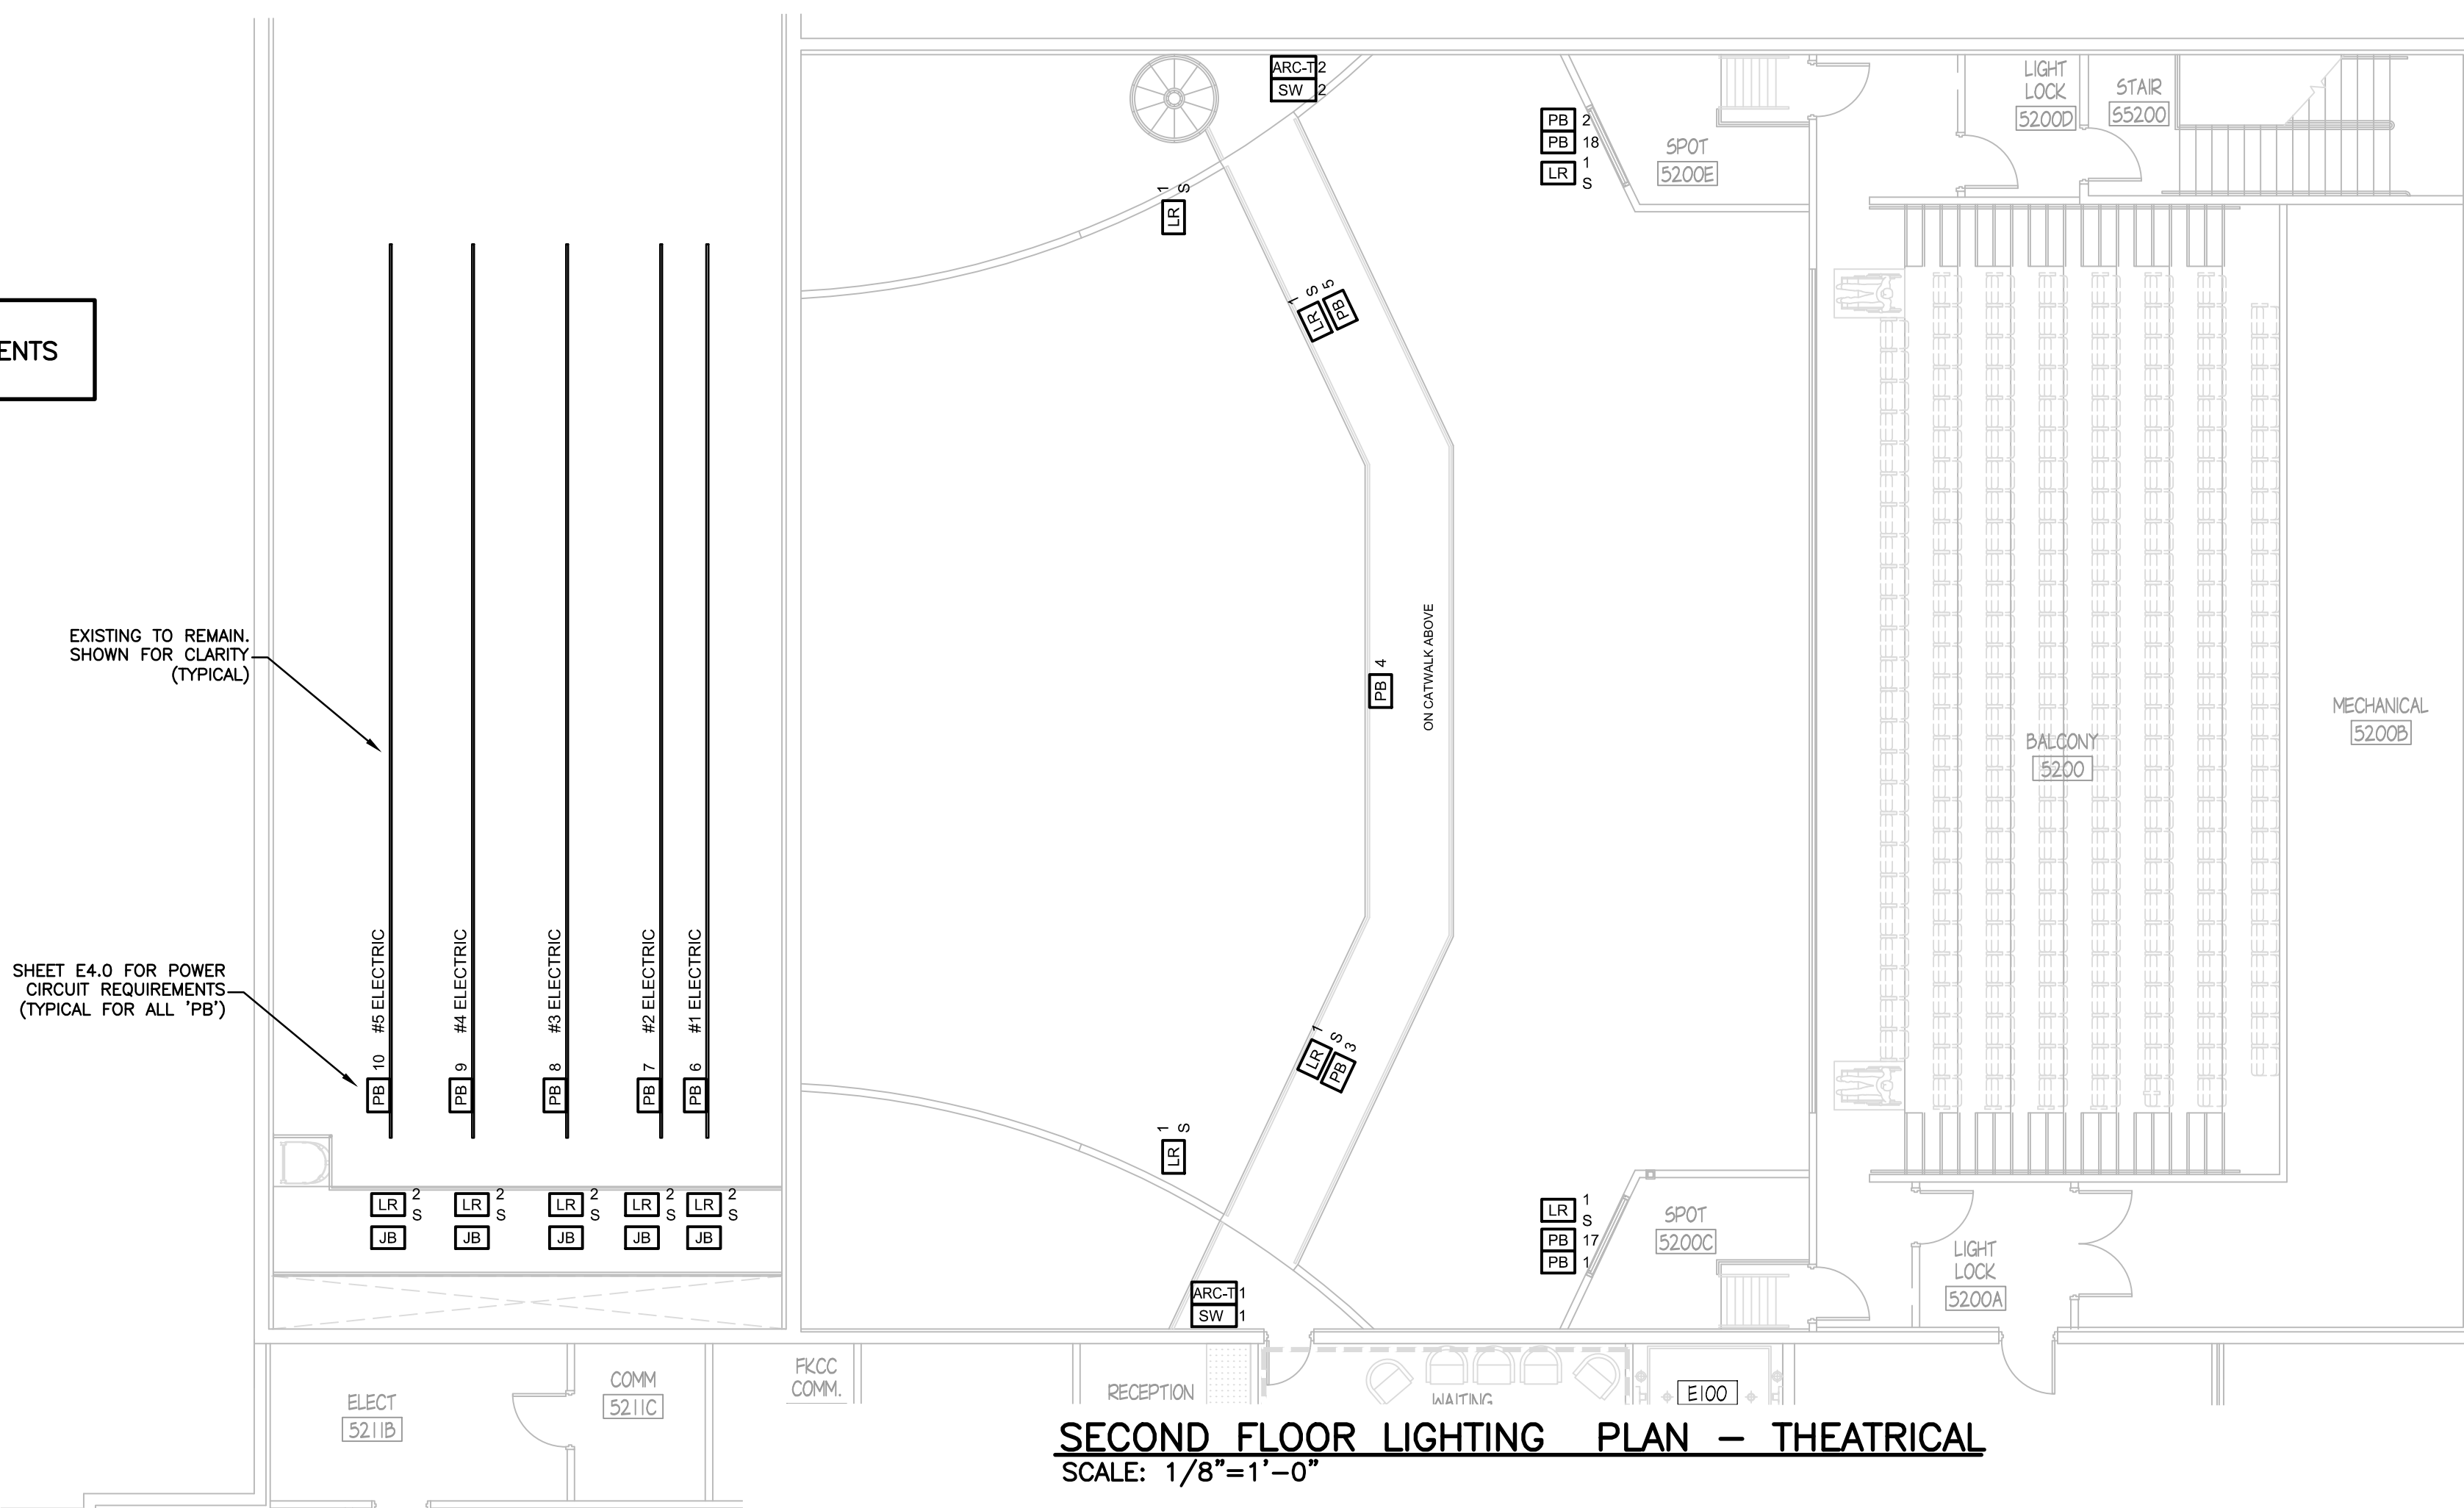 ENTS
EXISTING TO REMAIN.
SHOWN FOR CLARITY
(TYPICAL)
SHEET E4.0 FOR POWER
CIRCUIT REQUIREMENTS
(TYPICAL FOR ALL 'PB')
PB 10 #5 ELECTRIC
PB 9 #4 ELECTRIC
PB 8 #3 ELECTRIC
PB 7 #2 ELECTRIC
PB 6 #1 ELECTRIC
LR 2 S
JB
LR 2 S
JB
LR 2 S
JB
LR 2 S
JB
LR 2 S
JB
ARC-T 2
SW 2
LR 1 S
LR 1 S
PB 5
PB 4
ON CATWALK ABOVE
LR 1 S
PB 3
LR 1 S
ARC-T 1
SW 1
PB 2
PB 18
LR 1 S
SPOT
5200E
LR 1 S
PB 17
PB 1
SPOT
5200C
LIGHT
LOCK
5200D
STAIR
S5200
BALCONY
5200
MECHANICAL
5200B
LIGHT
LOCK
5200A
ELECT
5211B
COMM
5211C
FKCC
COMM.
RECEPTION
WAITING
E100
SECOND FLOOR LIGHTING PLAN – THEATRICAL
SCALE: 1/8"=1'-0"